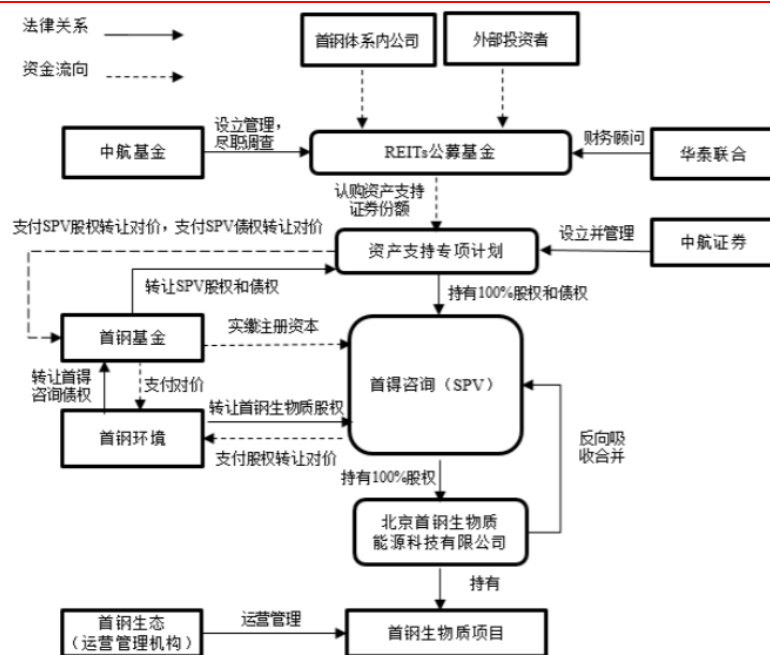 法律关系
资金流向
首钢体系内公司
外部投资者
设立管理，
尽职调查
中航基金
REITs公募基金
财务顾问
华泰联合
认购资产支持
证券份额
支付SPV股权转让对价，支付SPV债权转让对价
资产支持专项计划
设立并管理
中航证券
转让SPV股权和债权
持有100%股权和债权
首钢基金
实缴注册资本
转让首得
咨询债权
支付对价
首得咨询（SPV）
首钢环境
转让首钢生物质股权
支付股权转让对价
反向吸
收合并
持有100%股权
北京首钢生物质
能源科技有限公司
持有
首钢生态
（运营管理机构）
运营管理
首钢生物质项目